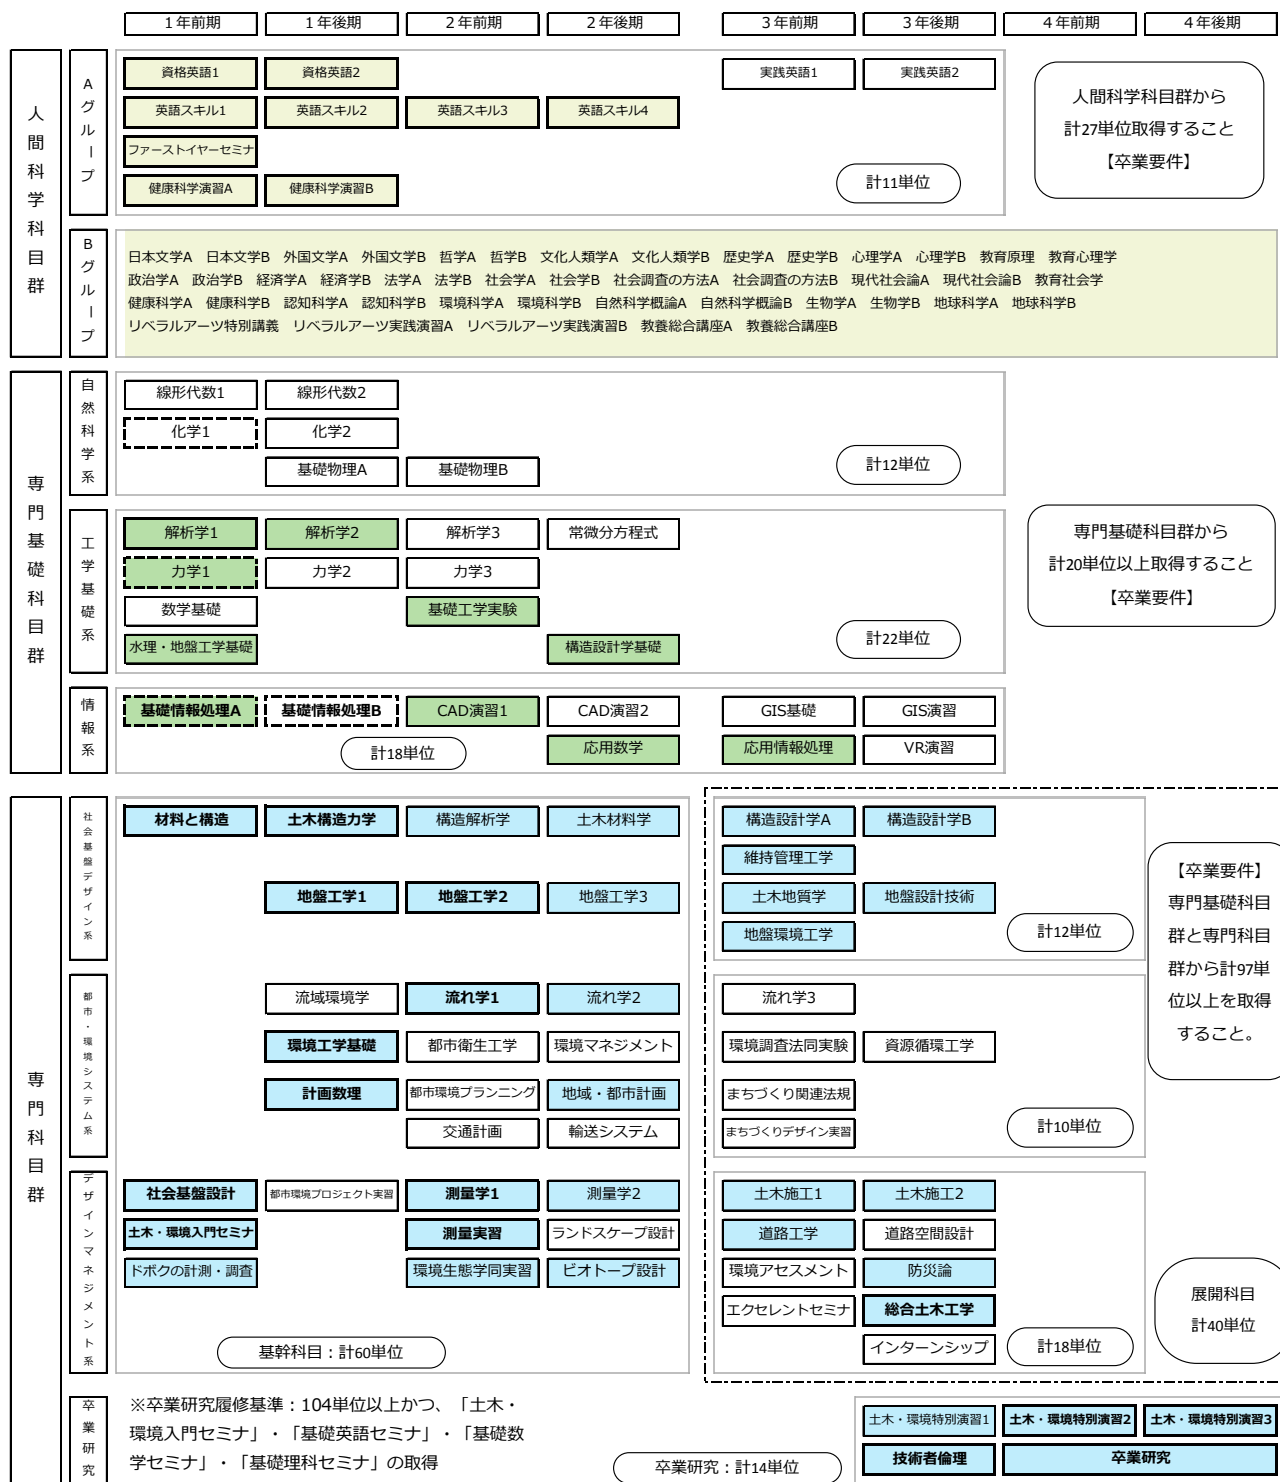 １年前期 １年後期 ２年前期 ２年後期 ３年前期 ３年後期 ４年前期 ４年後期
人間科学科目群
Aグループ
資格英語1 資格英語2 実践英語1 実践英語2
英語スキル1 英語スキル2 英語スキル3 英語スキル4
ファーストイヤーセミナ
健康科学演習A 健康科学演習B
計11単位
人間科学科目群から
計27単位取得すること
【卒業要件】
Bグループ
日本文学A 日本文学B 外国文学A 外国文学B 哲学A 哲学B 文化人類学A 文化人類学B 歴史学A 歴史学B 心理学A 心理学B 教育原理 教育心理学
政治学A 政治学B 経済学A 経済学B 法学A 法学B 社会学A 社会学B 社会調査の方法A 社会調査の方法B 現代社会論A 現代社会論B 教育社会学
健康科学A 健康科学B 認知科学A 認知科学B 環境科学A 環境科学B 自然科学概論A 自然科学概論B 生物学A 生物学B 地球科学A 地球科学B
リベラルアーツ特別講義 リベラルアーツ実践演習A リベラルアーツ実践演習B 教養総合講座A 教養総合講座B
専門基礎科目群
自然科学系
線形代数1 線形代数2
化学1 化学2
基礎物理A 基礎物理B
計12単位
工学基礎系
解析学1 解析学2 解析学3 常微分方程式
力学1 力学2 力学3
数学基礎 基礎工学実験
水理・地盤工学基礎 構造設計学基礎
計22単位
専門基礎科目群から
計20単位以上取得すること
【卒業要件】
情報系
基礎情報処理A 基礎情報処理B CAD演習1 CAD演習2 GIS基礎 GIS演習
応用数学 応用情報処理 VR演習
計18単位
専門科目群
社会基盤デザイン系
材料と構造 土木構造力学 構造解析学 土木材料学 構造設計学A 構造設計学B
維持管理工学
地盤工学1 地盤工学2 地盤工学3 土木地質学 地盤設計技術
地盤環境工学
計12単位
【卒業要件】
専門基礎科目
群と専門科目
群から計97単
位以上を取得
すること。
都市・環境システム系
流域環境学 流れ学1 流れ学2 流れ学3
環境工学基礎 都市衛生工学 環境マネジメント 環境調査法同実験 資源循環工学
計画数理 都市環境プランニング 地域・都市計画 まちづくり関連法規
交通計画 輸送システム まちづくりデザイン実習
計10単位
デザインマネジメント系
社会基盤設計 都市環境プロジェクト実習 測量学1 測量学2 土木施工1 土木施工2
土木・環境入門セミナ 測量実習 ランドスケープ設計 道路工学 道路空間設計
ドボクの計測・調査 環境生態学同実習 ビオトープ設計 環境アセスメント 防災論
エクセレントセミナ 総合土木工学
インターンシップ
基幹科目：計60単位
計18単位
展開科目
計40単位
卒業研究
※卒業研究履修基準：104単位以上かつ、「土木・
環境入門セミナ」・「基礎英語セミナ」・「基礎数
学セミナ」・「基礎理科セミナ」の取得
卒業研究：計14単位
土木・環境特別演習1 土木・環境特別演習2 土木・環境特別演習3
技術者倫理 卒業研究